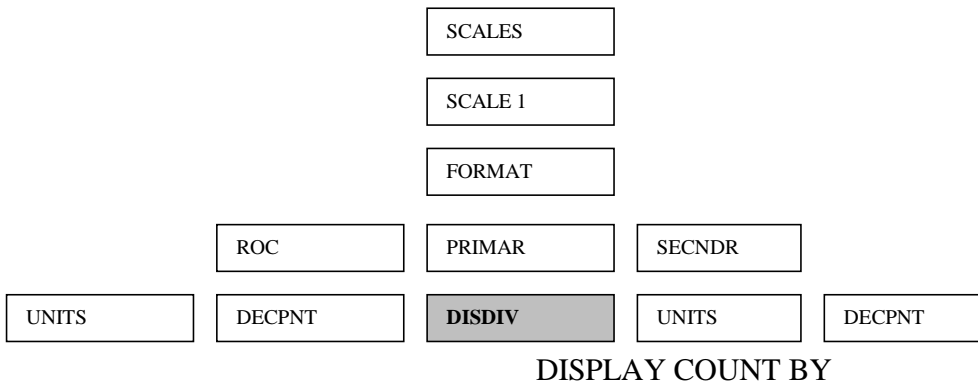 SCALES
SCALE 1
FORMAT
ROC PRIMAR SECNDR
UNITS DECPNT DISDIV UNITS DECPNT
DISPLAY COUNT BY